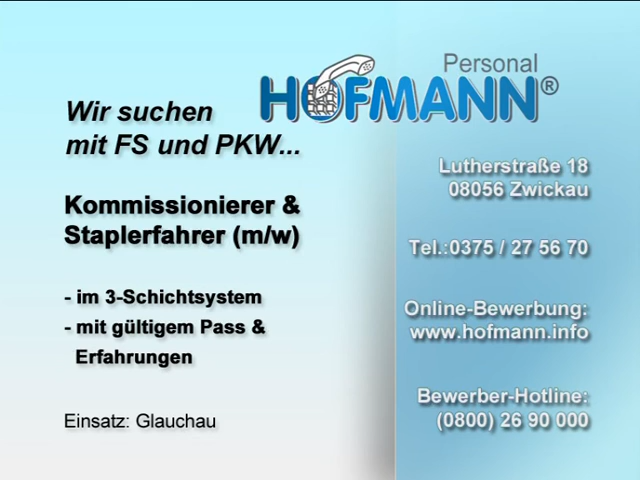 Personal
HOFMANN®
Wir suchen
mit FS und PKW...
Kommissionierer &
Staplerfahrer (m/w)
- im 3-Schichtsystem
- mit gültigem Pass &
Erfahrungen
Einsatz: Glauchau
Lutherstraße 18
08056 Zwickau
Tel.:0375 / 27 56 70
Online-Bewerbung:
www.hofmann.info
Bewerber-Hotline:
(0800) 26 90 000